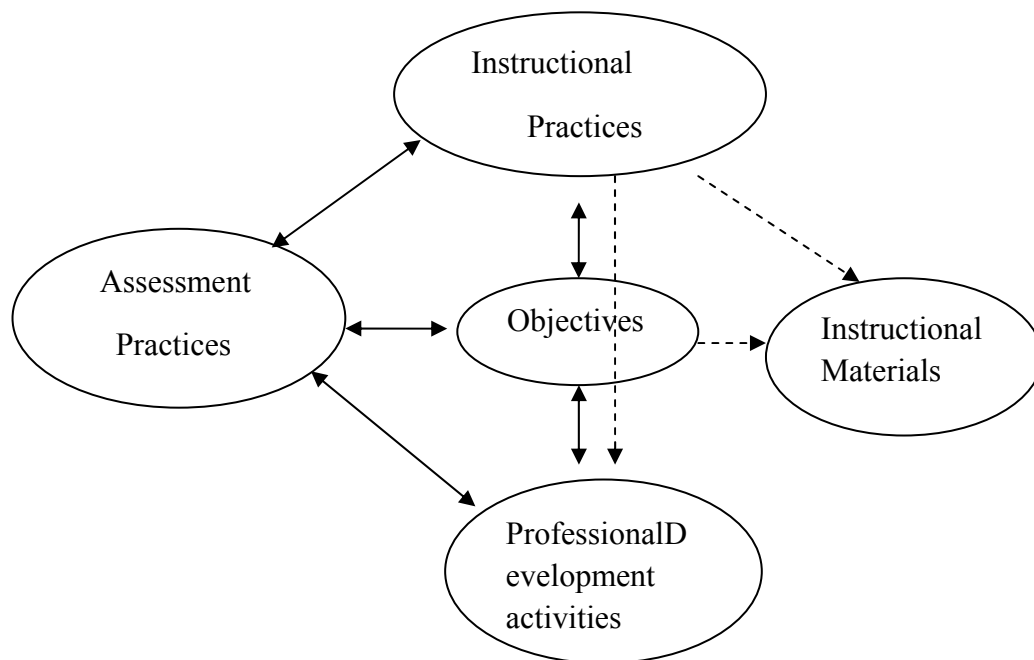 Instructional
Practices
Assessment
Practices
Objectives
Instructional
Materials
ProfessionalD
evelopment
activities